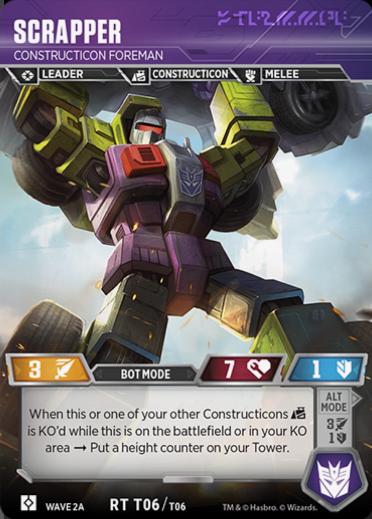 SCRAPPER
CONSTRUCTICON FOREMAN
LEADER CONSTRUCTICON MELEE
3 BOT MODE 7 1
When this or one of your other Constructicons
is KO'd while this is on the battlefield or in your KO
area → Put a height counter on your Tower.
ALT
MODE
3
1
WAVE 2A RT T06/T06 TM & © Hasbro. © Wizards.